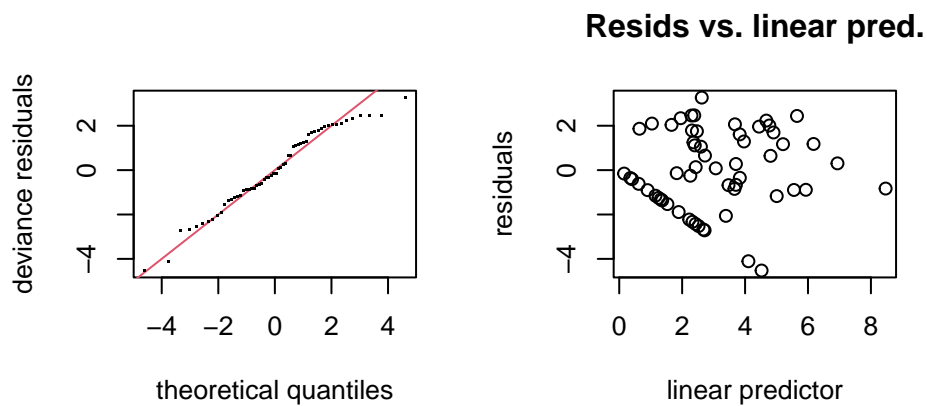 Resids vs. linear pred.
deviance residuals
2
0
−4
−4 −2 0 2 4
theoretical quantiles
residuals
2
0
−4
0 2 4 6 8
linear predictor